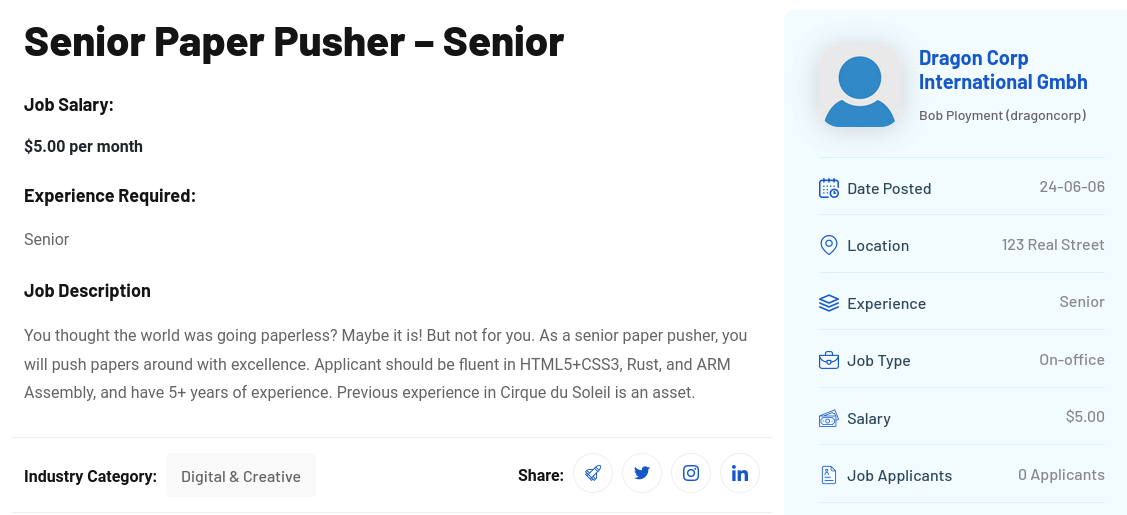 Senior Paper Pusher – Senior
Job Salary:
$5.00 per month
Experience Required:
Senior
Job Description
You thought the world was going paperless? Maybe it is! But not for you. As a senior paper pusher, you
will push papers around with excellence. Applicant should be fluent in HTML5+CSS3, Rust, and ARM
Assembly, and have 5+ years of experience. Previous experience in Cirque du Soleil is an asset.
Industry Category: Digital & Creative
Share:
Dragon Corp
International Gmbh
Bob Ployment (dragoncorp)
Date Posted 24-06-06
Location 123 Real Street
Experience Senior
Job Type On-office
Salary $5.00
Job Applicants 0 Applicants